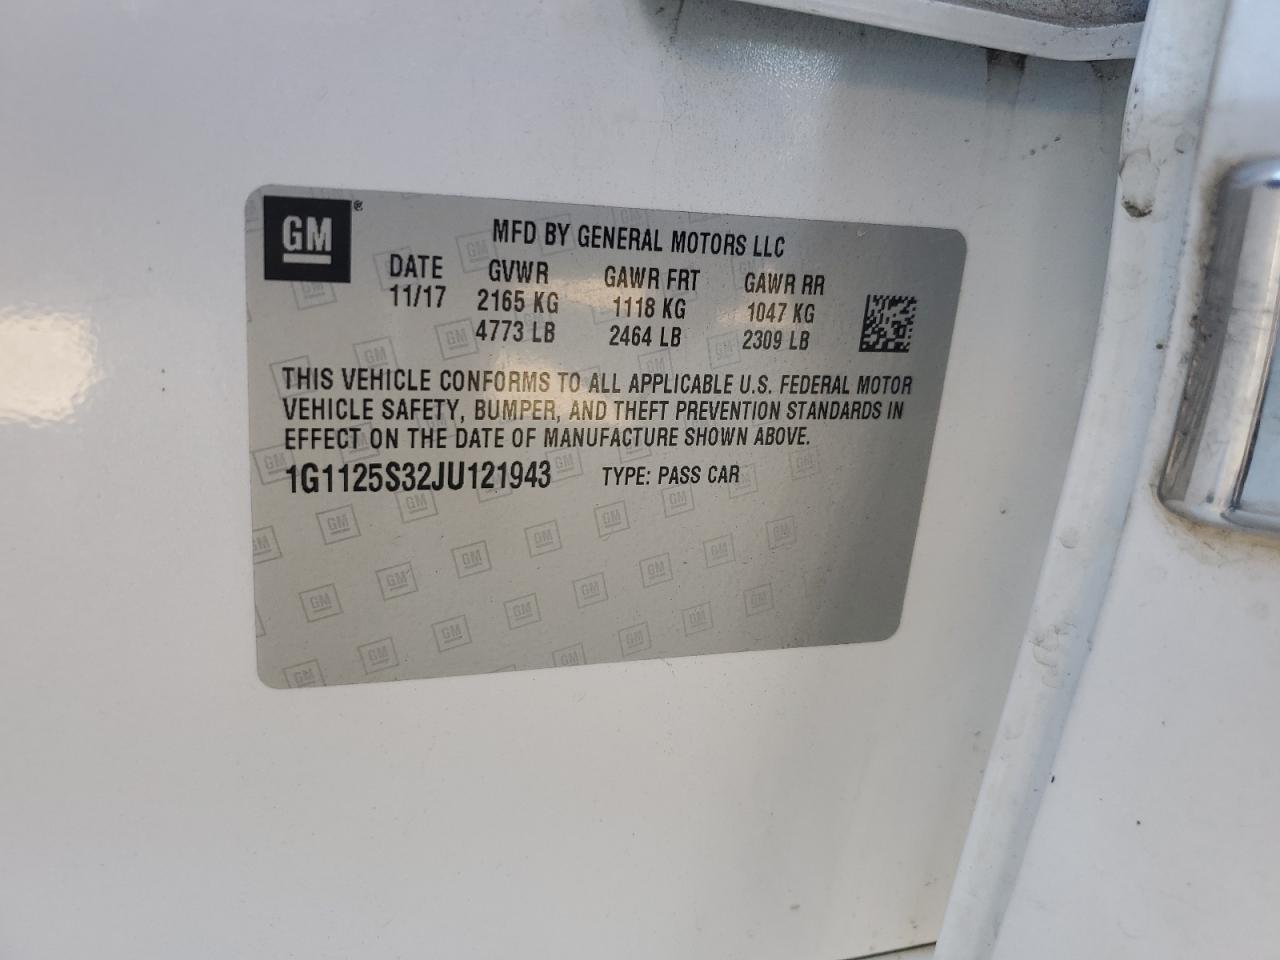 GM®
MFD BY GENERAL MOTORS LLC
DATE GVWR GAWR FRT GAWR RR
11/17 2165 KG 1118 KG 1047 KG
4773 LB 2464 LB 2309 LB
THIS VEHICLE CONFORMS TO ALL APPLICABLE U.S. FEDERAL MOTOR
VEHICLE SAFETY, BUMPER, AND THEFT PREVENTION STANDARDS IN
EFFECT ON THE DATE OF MANUFACTURE SHOWN ABOVE.
1G1125S32JU121943 TYPE: PASS CAR